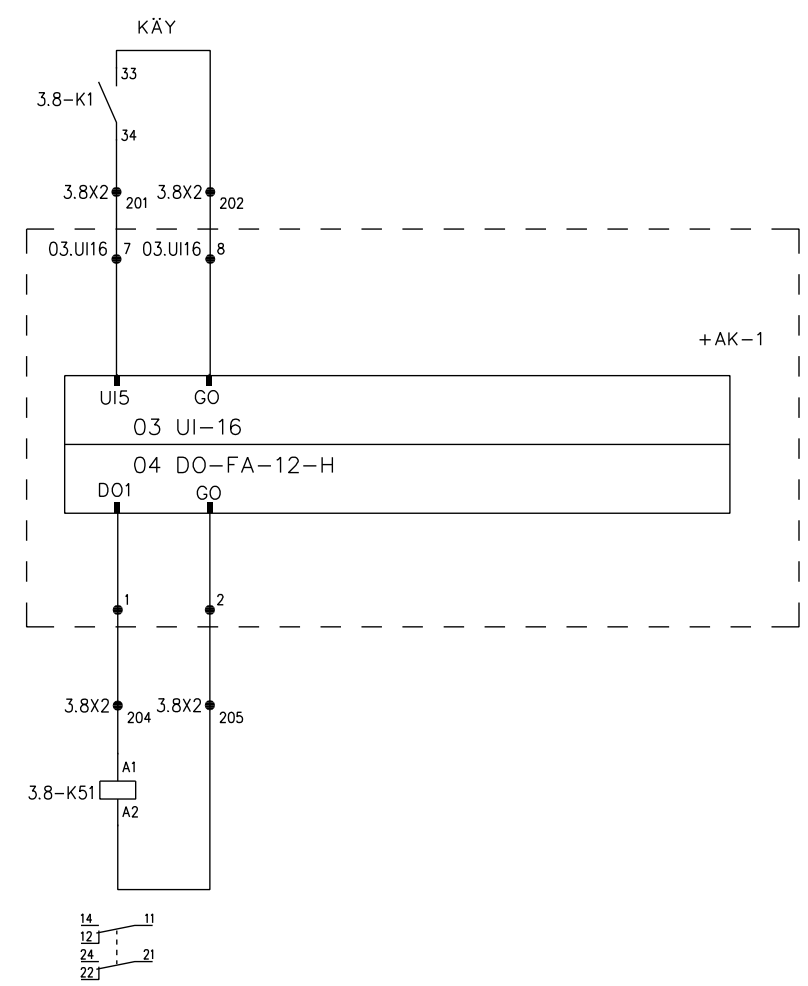 KÄY
33
3.8-K1
34
3.8X2 201 3.8X2 202
03.UI16 7 03.UI16 8
+AK-1
UI5 GO
03 UI-16
04 DO-FA-12-H
DO1 GO
1 2
3.8X2 204 3.8X2 205
A1
3.8-K51
A2
14 11
12
24 21
22